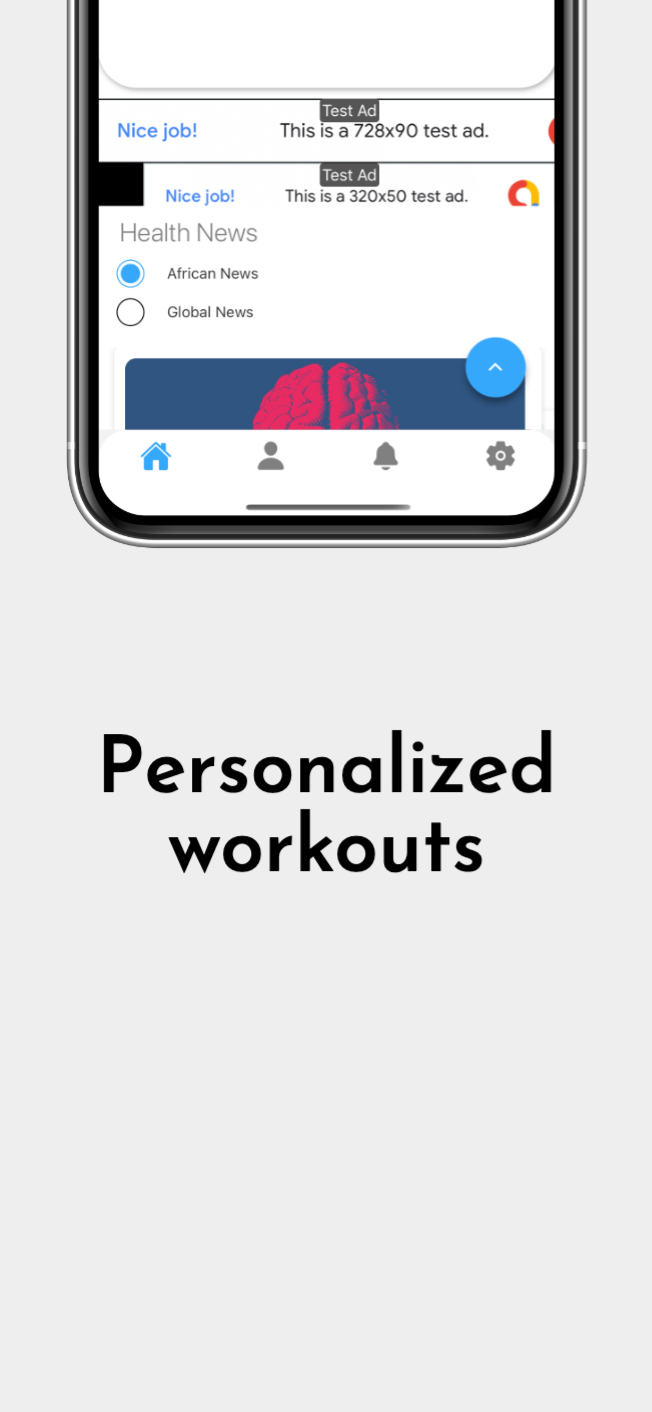 Test Ad
Nice job! This is a 728x90 test ad.
Test Ad
Nice job! This is a 320x50 test ad.
Health News
African News
Global News
Personalized
workouts